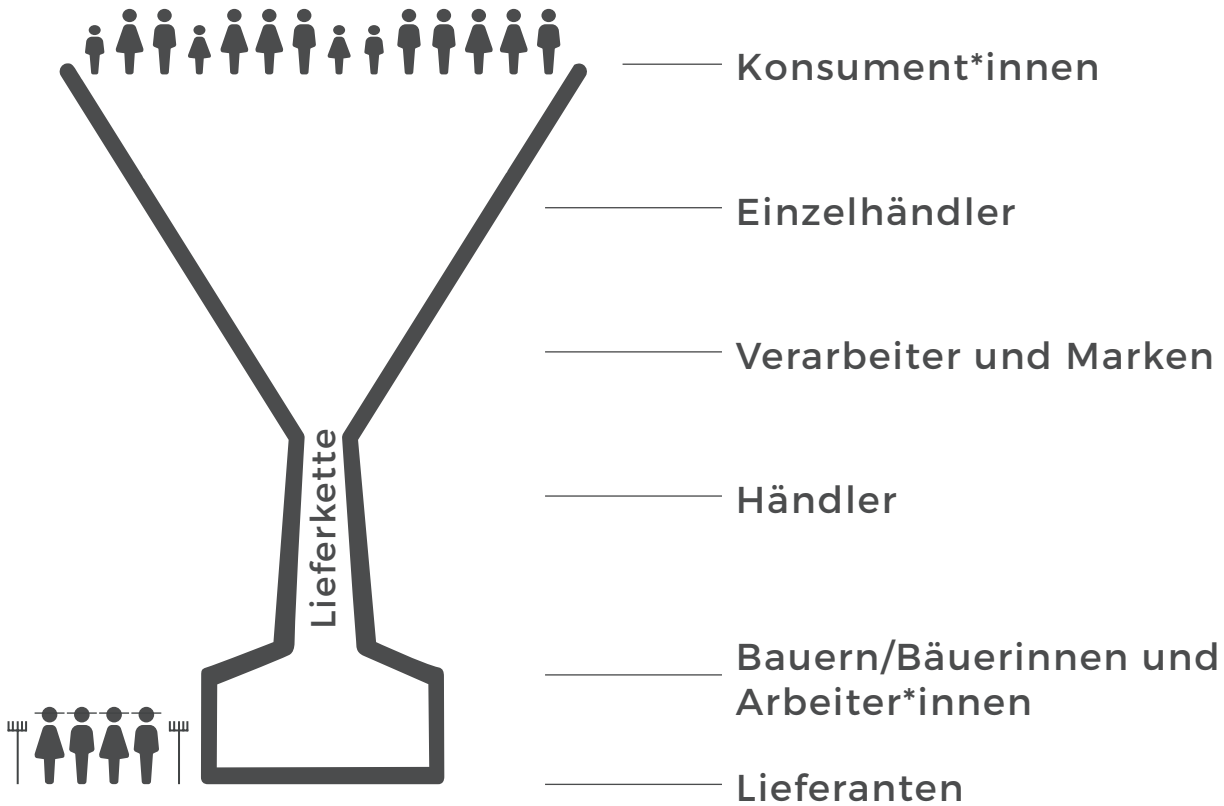 Konsument*innen
Einzelhändler
Verarbeiter und Marken
Händler
Lieferkette
Bauern/Bäuerinnen und
Arbeiter*innen
Lieferanten